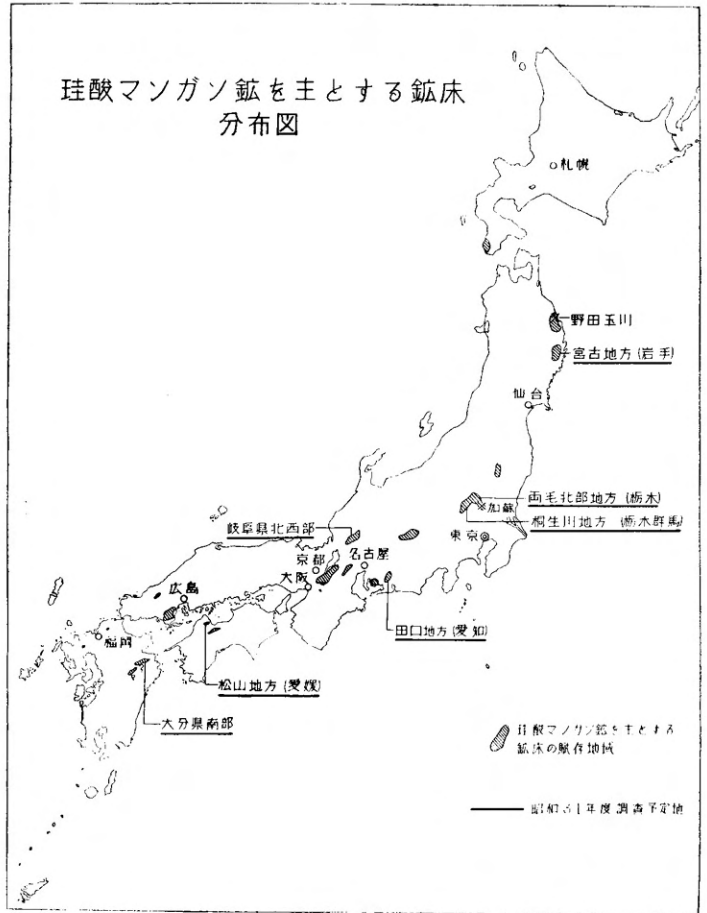 珪酸マンガン鉱を主とする鉱床
分布図
札幌
野田玉川
宮古地方(岩手)
仙台
両毛北部地方(栃木)
加蘇
桐生川地方(栃木群馬)
岐阜県北西部
東京
京都
名古屋
大阪
広島
田口地方(愛知)
福岡
松山地方(愛媛)
大分県南部
珪酸マンガン鉱を主とする
鉱床の賦存地域
昭和31年度調査予定地